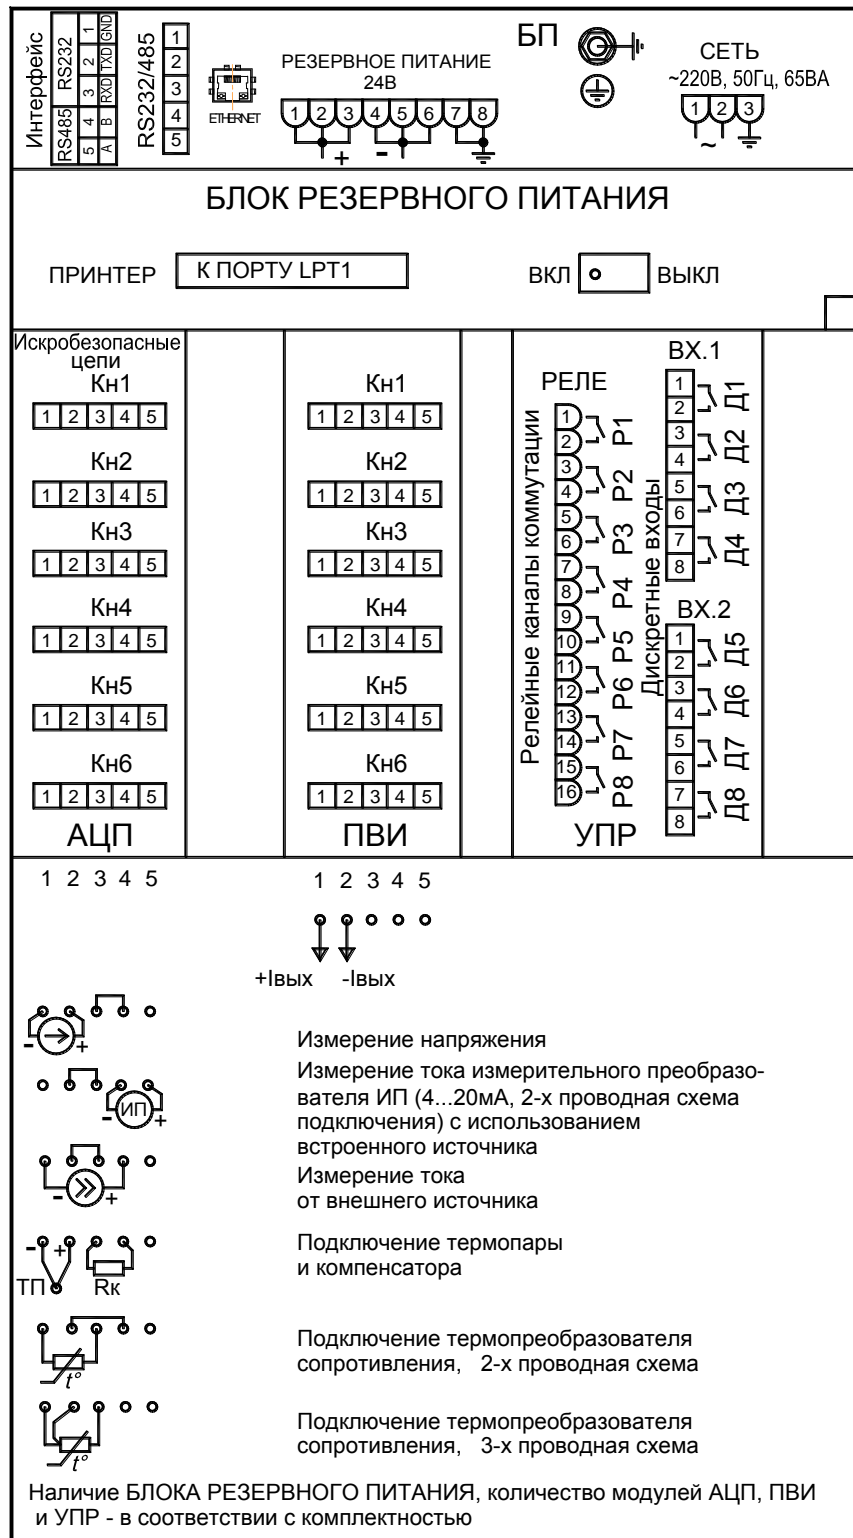 Интерфейс
RS485 RS232
5 4 3 2 1
A B RXD TXD GND
RS232/485
1
2
3
4
5
ETHERNET
РЕЗЕРВНОЕ ПИТАНИЕ
24В
1 2 3 4 5 6 7 8
+ -
БП
СЕТЬ
~220В, 50Гц, 65ВА
1 2 3
~
БЛОК РЕЗЕРВНОГО ПИТАНИЯ
ПРИНТЕР К ПОРТУ LPT1 ВКЛ ВЫКЛ
Искробезопасные
цепи
Кн1
1 2 3 4 5
Кн2
1 2 3 4 5
Кн3
1 2 3 4 5
Кн4
1 2 3 4 5
Кн5
1 2 3 4 5
Кн6
1 2 3 4 5
АЦП
Кн1
1 2 3 4 5
Кн2
1 2 3 4 5
Кн3
1 2 3 4 5
Кн4
1 2 3 4 5
Кн5
1 2 3 4 5
Кн6
1 2 3 4 5
ПВИ
РЕЛЕ
Релейные каналы коммутации
1
2
3
4
5
6
7
8
9
10
11
12
13
14
15
16
Р1
Р2
Р3
Р4
Р5
Р6
Р7
Р8
Дискретные входы
ВХ.1
1
2
3
4
5
6
7
8
Д1
Д2
Д3
Д4
ВХ.2
1
2
3
4
5
6
7
8
Д5
Д6
Д7
Д8
УПР
1 2 3 4 5
1 2 3 4 5
+Iвых -Iвых
- +
Измерение напряжения
ИП
- +
Измерение тока измерительного преобразо-
вателя ИП (4...20мА, 2-х проводная схема
подключения) с использованием
встроенного источника
- +
Измерение тока
от внешнего источника
- +
ТП Rк
Подключение термопары
и компенсатора
t°
Подключение термопреобразователя
сопротивления, 2-х проводная схема
t°
Подключение термопреобразователя
сопротивления, 3-х проводная схема
Наличие БЛОКА РЕЗЕРВНОГО ПИТАНИЯ, количество модулей АЦП, ПВИ
и УПР - в соответствии с комплектностью